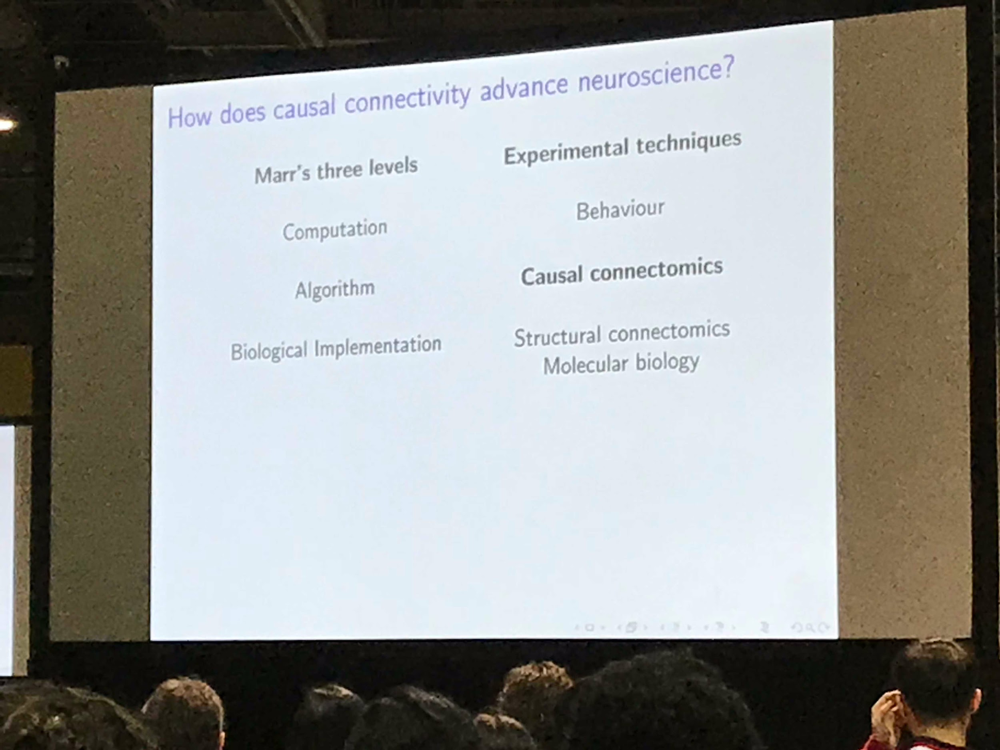 How does causal connectivity advance neuroscience?
Marr's three levels
Experimental techniques
Computation
Behaviour
Algorithm
Causal connectomics
Biological Implementation
Structural connectomics
Molecular biology